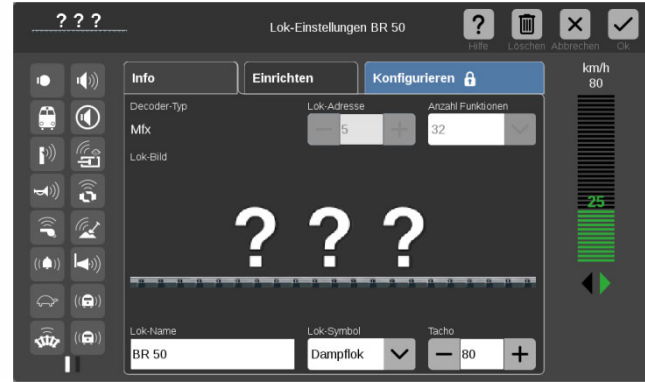 ? ? ?
Lok-Einstellungen BR 50
?
Hilfe
Löschen
Abbrechen
Ok
Info
Einrichten
Konfigurieren
km/h
80
Decoder-Typ
Lok-Adresse
Anzahl Funktionen
Mfx
5
32
Lok-Bild
25
? ? ?
Lok-Name
Lok-Symbol
Tacho
BR 50
Dampflok
80